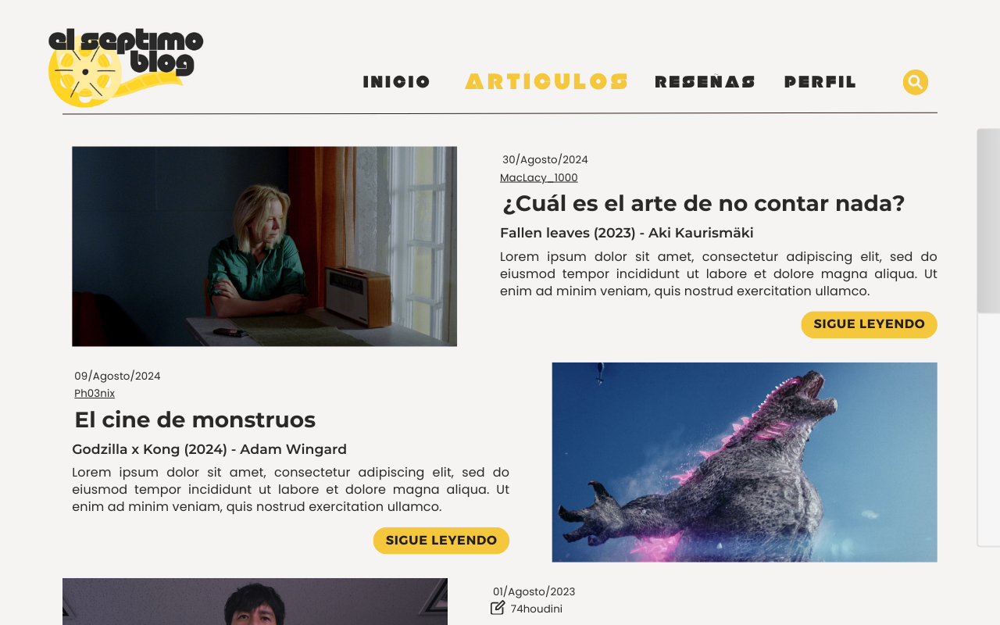 el septimo
blog
INICIO ARTÍCULOS RESEÑAS PERFIL
30/Agosto/2024
MacLacy_1000
¿Cuál es el arte de no contar nada?
Fallen leaves (2023) - Aki Kaurismäki
Lorem ipsum dolor sit amet, consectetur adipiscing elit, sed do
eiusmod tempor incididunt ut labore et dolore magna aliqua. Ut
enim ad minim veniam, quis nostrud exercitation ullamco.
SIGUE LEYENDO
09/Agosto/2024
Ph03nix
El cine de monstruos
Godzilla x Kong (2024) - Adam Wingard
Lorem ipsum dolor sit amet, consectetur adipiscing elit, sed do
eiusmod tempor incididunt ut labore et dolore magna aliqua. Ut
enim ad minim veniam, quis nostrud exercitation ullamco.
SIGUE LEYENDO
01/Agosto/2023
74houdini